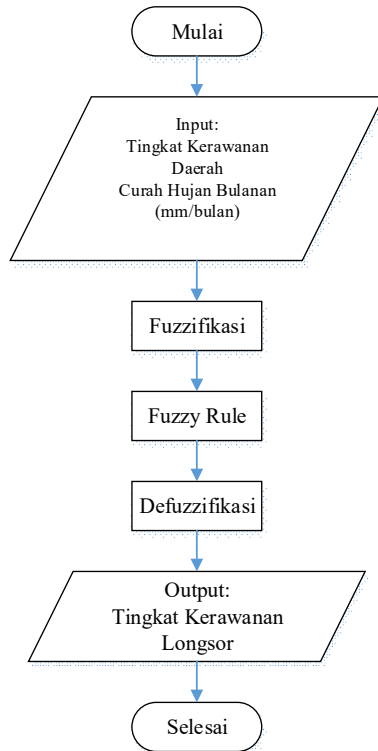 Mulai
Input:
Tingkat Kerawanan
Daerah
Curah Hujan Bulanan
(mm/bulan)
Fuzzifikasi
Fuzzy Rule
Defuzzifikasi
Output:
Tingkat Kerawanan
Longsor
Selesai